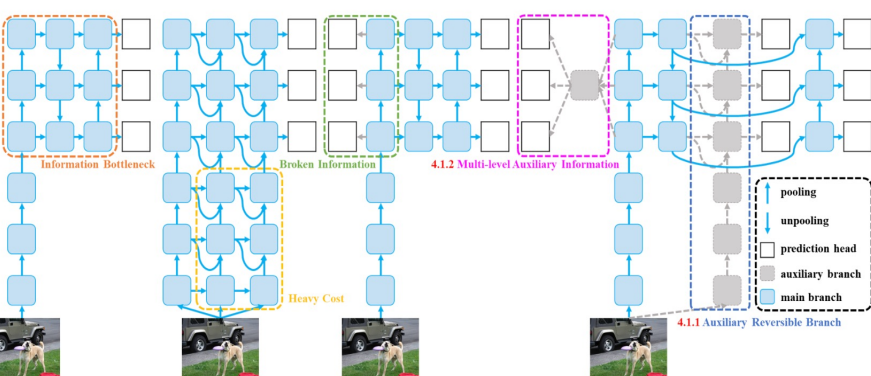 Information Bottleneck
Broken Information
4.1.2 Multi-level Auxiliary Information
Heavy Cost
4.1.1 Auxiliary Reversible Branch
pooling
unpooling
prediction head
auxiliary branch
main branch